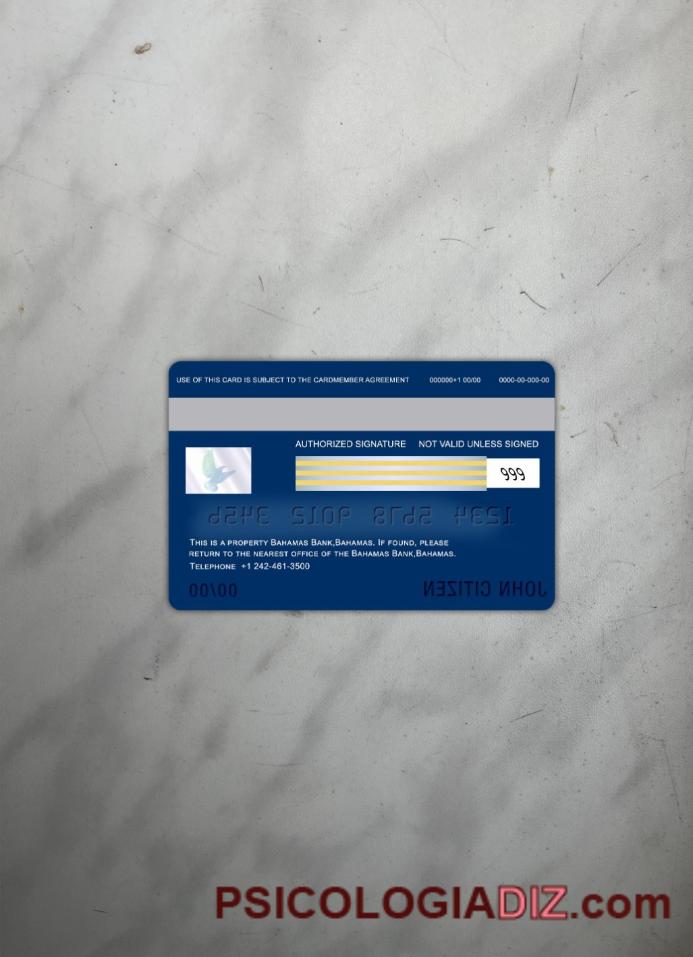 USE OF THIS CARD IS SUBJECT TO THE CARDMEMBER AGREEMENT 000000+1 00/00 0000-00-000-00
AUTHORIZED SIGNATURE NOT VALID UNLESS SIGNED
999
1234 5678 9012 3456
THIS IS A PROPERTY BAHAMAS BANK,BAHAMAS. IF FOUND, PLEASE
RETURN TO THE NEAREST OFFICE OF THE BAHAMAS BANK,BAHAMAS.
TELEPHONE +1 242-461-3500
00/00 JOHN CITIZEN
PSICOLOGIADIZ.com